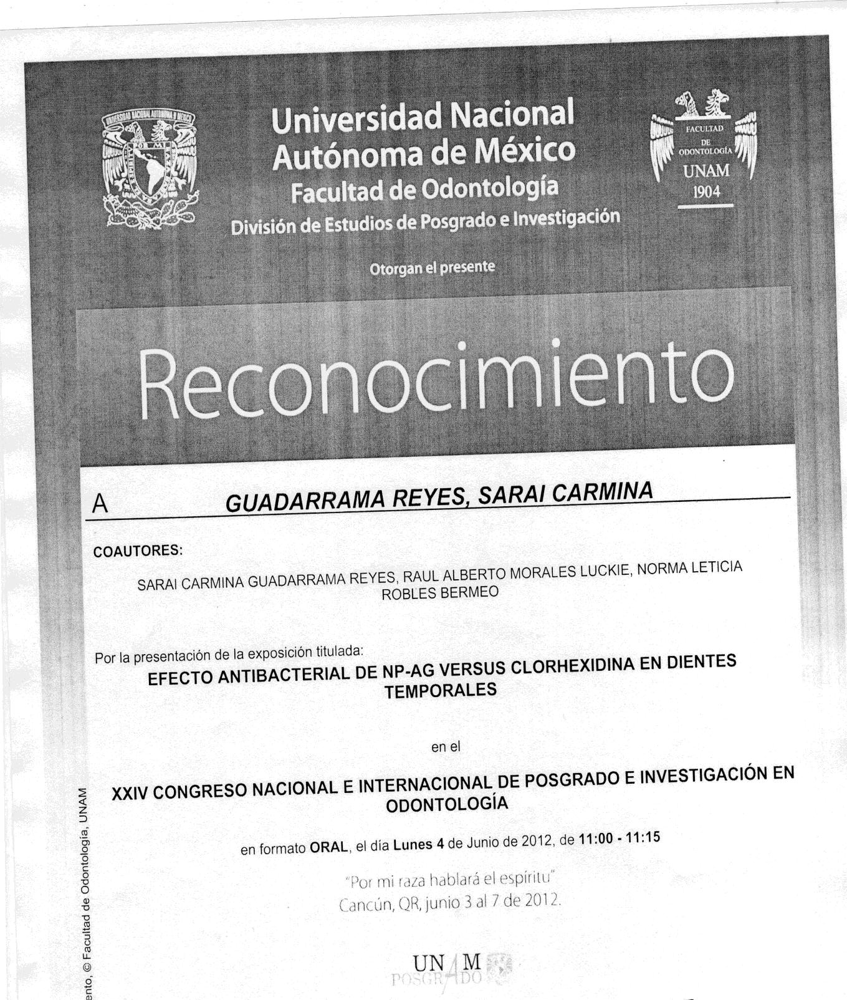 UNIVERSIDAD NACIONAL AUTONOMA D MEXICO
POR MI RAZA
Universidad Nacional
Autónoma de México
Facultad de Odontología
División de Estudios de Posgrado e Investigación
FACULTAD
DE
ODONTOLOGÍA
UNAM
1904
Otorgan el presente
Reconocimiento
A GUADARRAMA REYES, SARAI CARMINA
COAUTORES:
SARAI CARMINA GUADARRAMA REYES, RAUL ALBERTO MORALES LUCKIE, NORMA LETICIA
ROBLES BERMEO
Por la presentación de la exposición titulada:
EFECTO ANTIBACTERIAL DE NP-AG VERSUS CLORHEXIDINA EN DIENTES
TEMPORALES
en el
XXIV CONGRESO NACIONAL E INTERNACIONAL DE POSGRADO E INVESTIGACIÓN EN
ODONTOLOGÍA
en formato ORAL, el día Lunes 4 de Junio de 2012, de 11:00 - 11:15
"Por mi raza hablará el espíritu"
Cancún, QR, junio 3 al 7 de 2012.
UNAM
POSGRADO
ento, © Facultad de Odontología, UNAM